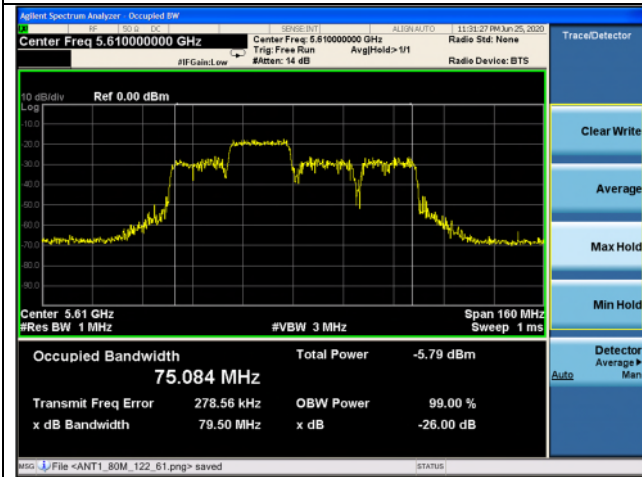 Agilent Spectrum Analyzer - Occupied BW
RF 50 Ω DC SENSE:INT ALIGN AUTO 11:31:27 PM Jun 25, 2020
Center Freq 5.610000000 GHz Center Freq: 5.610000000 GHz Radio Std: None Trace/Detector
Trig: Free Run Avg|Hold:>1/1
#IFGain:Low #Atten: 14 dB Radio Device: BTS
10 dB/div Ref 0.00 dBm
Log
-10.0
-20.0
-30.0
-40.0
-50.0
-60.0
-70.0
-80.0
-90.0
Clear Write
Average
Max Hold
Min Hold
Center 5.61 GHz Span 160 MHz
#Res BW 1 MHz #VBW 3 MHz Sweep 1 ms
Occupied Bandwidth Total Power -5.79 dBm
75.084 MHz
Transmit Freq Error 278.56 kHz OBW Power 99.00 %
x dB Bandwidth 79.50 MHz x dB -26.00 dB
Detector
Average
Auto Man
MSG File <ANT1_80M_122_61.png> saved STATUS